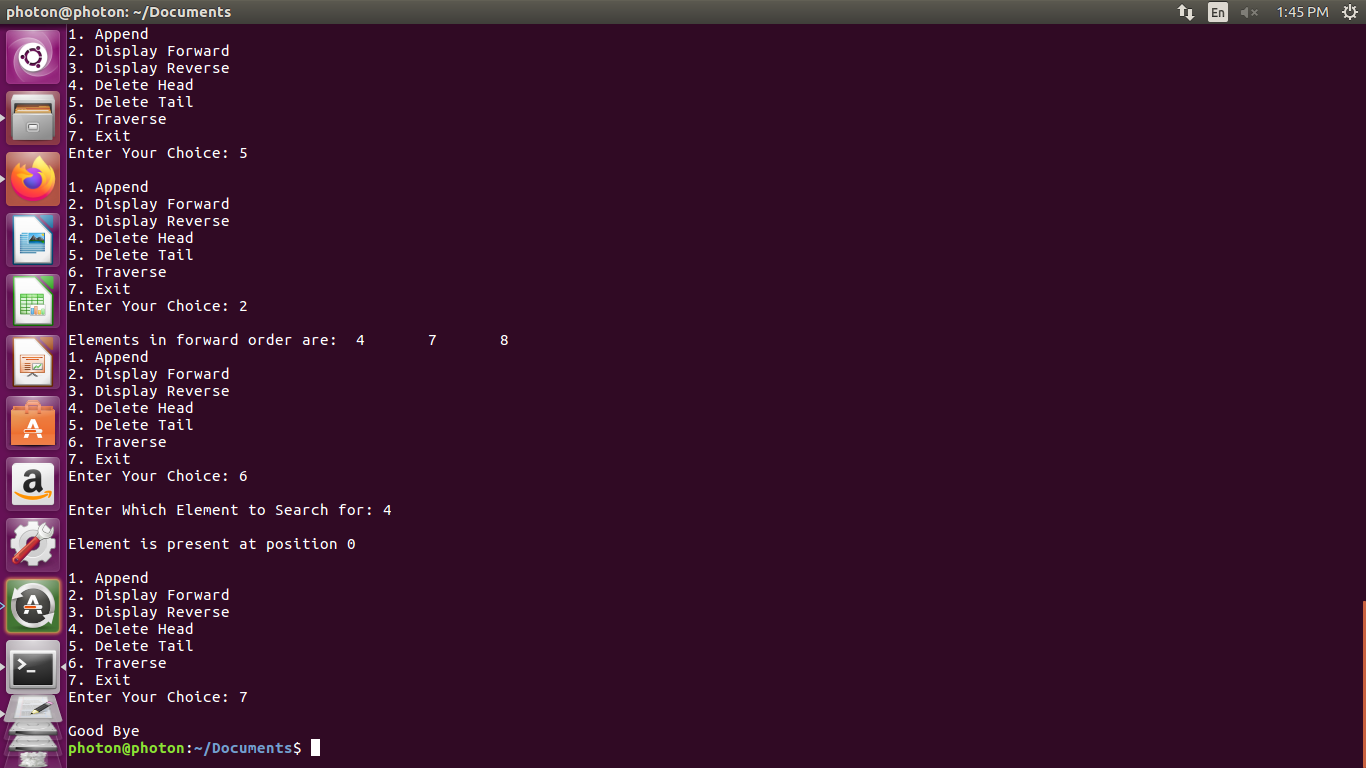 photon@photon: ~/Documents
En
1:45 PM
1. Append
2. Display Forward
3. Display Reverse
4. Delete Head
5. Delete Tail
6. Traverse
7. Exit
Enter Your Choice: 5
1. Append
2. Display Forward
3. Display Reverse
4. Delete Head
5. Delete Tail
6. Traverse
7. Exit
Enter Your Choice: 2
Elements in forward order are:  4       7       8
1. Append
2. Display Forward
3. Display Reverse
4. Delete Head
5. Delete Tail
6. Traverse
7. Exit
Enter Your Choice: 6
Enter Which Element to Search for: 4
Element is present at position 0
1. Append
2. Display Forward
3. Display Reverse
4. Delete Head
5. Delete Tail
6. Traverse
7. Exit
Enter Your Choice: 7
Good Bye
photon@photon:~/Documents$